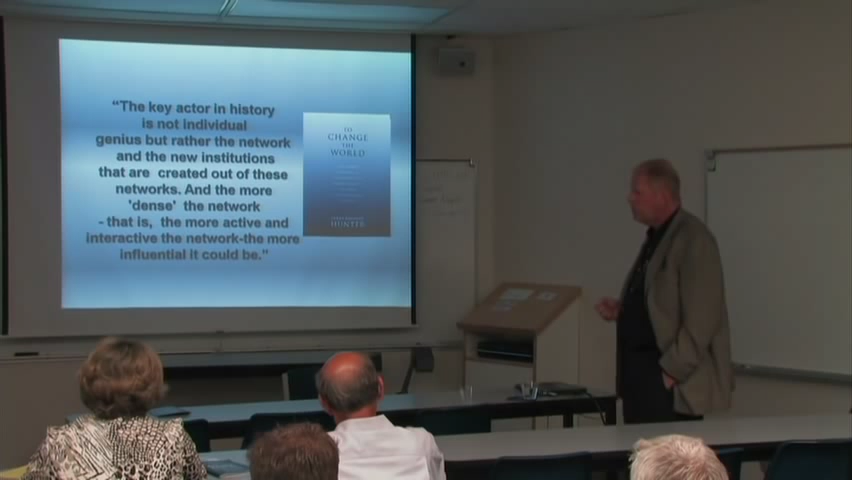 “The key actor in history
is not individual
genius but rather the network
and the new institutions
that are created out of these
networks. And the more
'dense' the network
- that is, the more active and
interactive the network-the more
influential it could be.”
TO
CHANGE
THE
WORLD
HUNTER